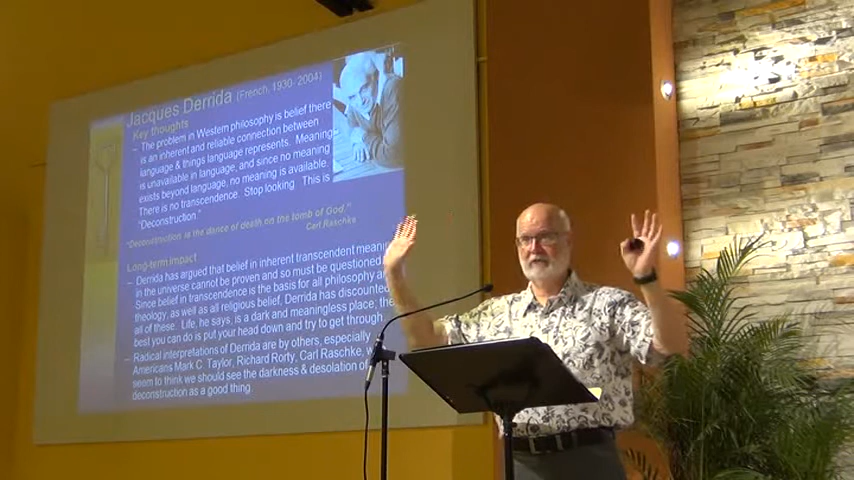 Jacques Derrida (French, 1930- 2004)
Key thoughts
– The problem in Western philosophy is belief there
is an inherent and reliable connection between
language & things language represents. Meaning
is unavailable in language, and since no meaning
exists beyond language, no meaning is available.
There is no transcendence. Stop looking This is
"Deconstruction."
"Deconstruction is the dance of death on the tomb of God."
Carl Raschke
Long-term impact
– Derrida has argued that belief in inherent transcendent meani
in the universe cannot be proven and so must be questioned
Since belief in transcendence is the basis for all philosophy a
theology, as well as all religious belief, Derrida has discounted
all of these. Life, he says, is a dark and meaningless place; the
best you can do is put your head down and try to get through.
– Radical interpretations of Derrida are by others, especially
Americans Mark C. Taylor, Richard Rorty, Carl Raschke, w
seem to think we should see the darkness & desolation of
deconstruction as a good thing.